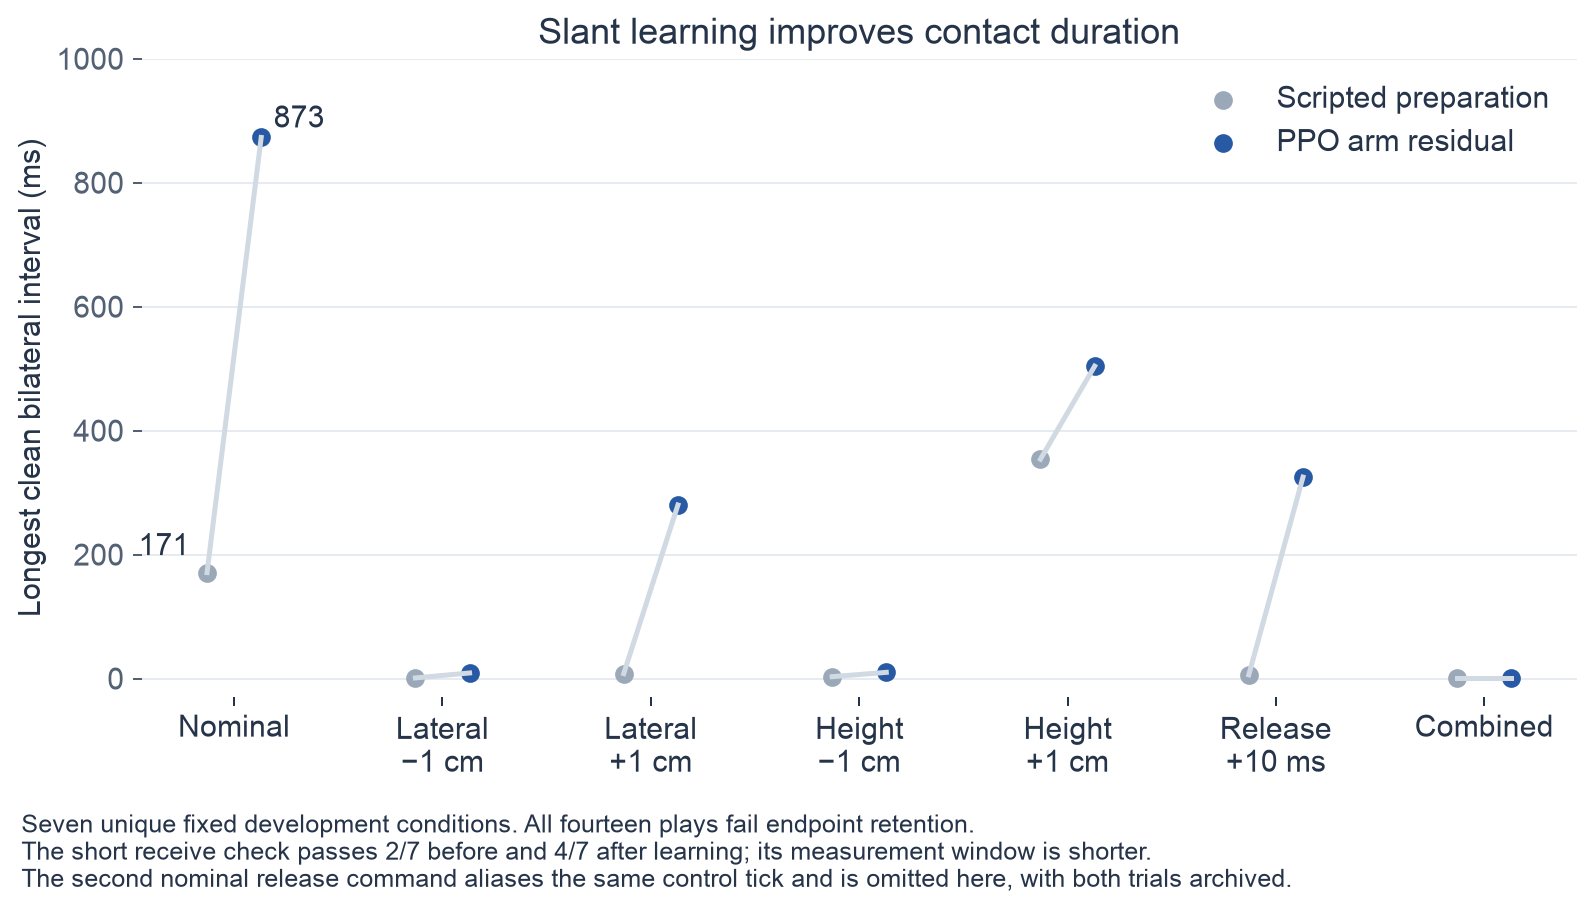 Slant learning improves contact duration
Longest clean bilateral interval (ms)
1000
800
600
400
200
0
Scripted preparation
PPO arm residual
873
171
Nominal
Lateral
−1 cm
Lateral
+1 cm
Height
−1 cm
Height
+1 cm
Release
+10 ms
Combined
Seven unique fixed development conditions. All fourteen plays fail endpoint retention.
The short receive check passes 2/7 before and 4/7 after learning; its measurement window is shorter.
The second nominal release command aliases the same control tick and is omitted here, with both trials archived.